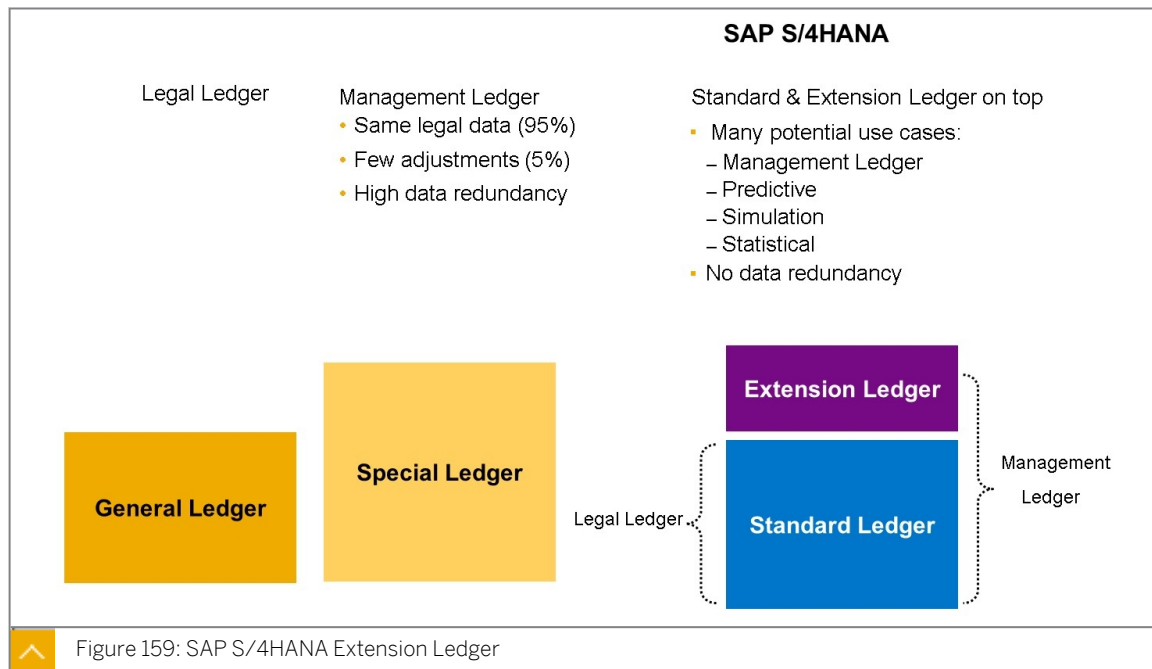 SAP S/4HANA
Legal Ledger
Management Ledger
• Same legal data (95%)
• Few adjustments (5%)
• High data redundancy
Standard & Extension Ledger on top
▪ Many potential use cases:
– Management Ledger
– Predictive
– Simulation
– Statistical
▪ No data redundancy
General Ledger
Special Ledger
Extension Ledger
Standard Ledger
Legal Ledger
Management
Ledger
Figure 159: SAP S/4HANA Extension Ledger